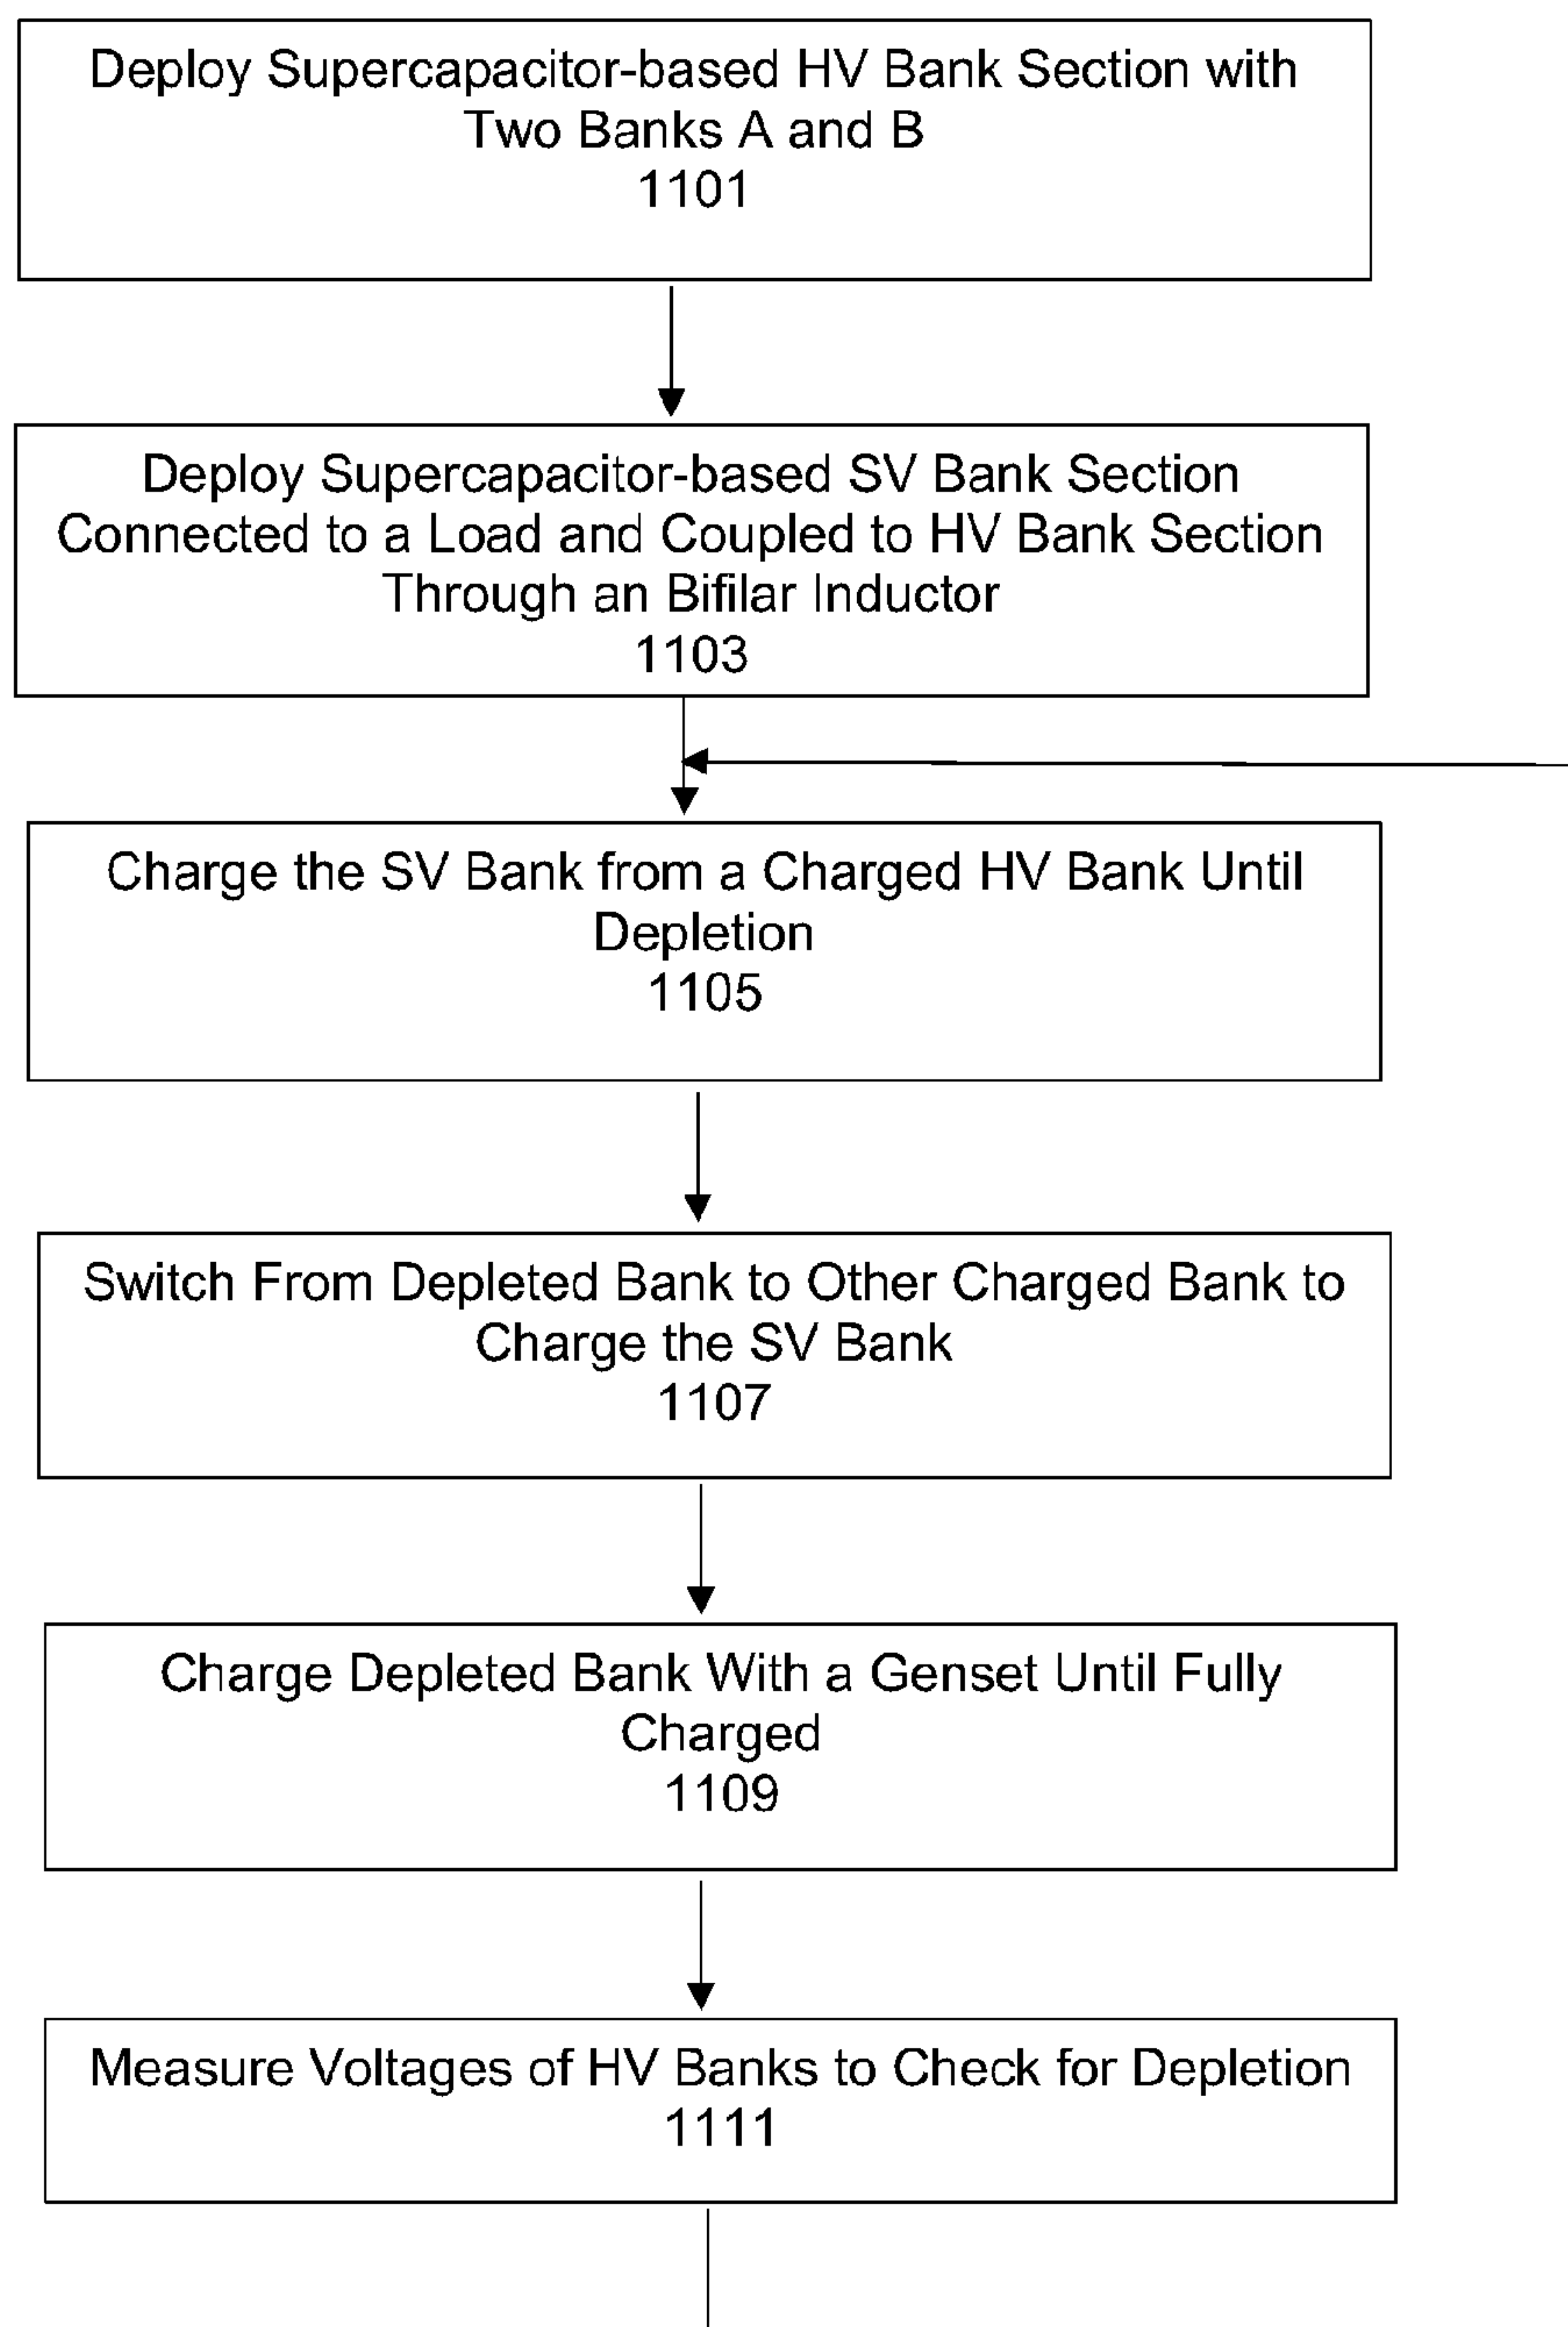 Deploy Supercapacitor-based HV Bank Section with
Two Banks A and B
1101
Deploy Supercapacitor-based SV Bank Section
Connected to a Load and Coupled to HV Bank Section
Through an Bifilar Inductor
1103
Charge the SV Bank from a Charged HV Bank Until
Depletion
1105
Switch From Depleted Bank to Other Charged Bank to
Charge the SV Bank
1107
Charge Depleted Bank With a Genset Until Fully
Charged
1109
Measure Voltages of HV Banks to Check for Depletion
1111